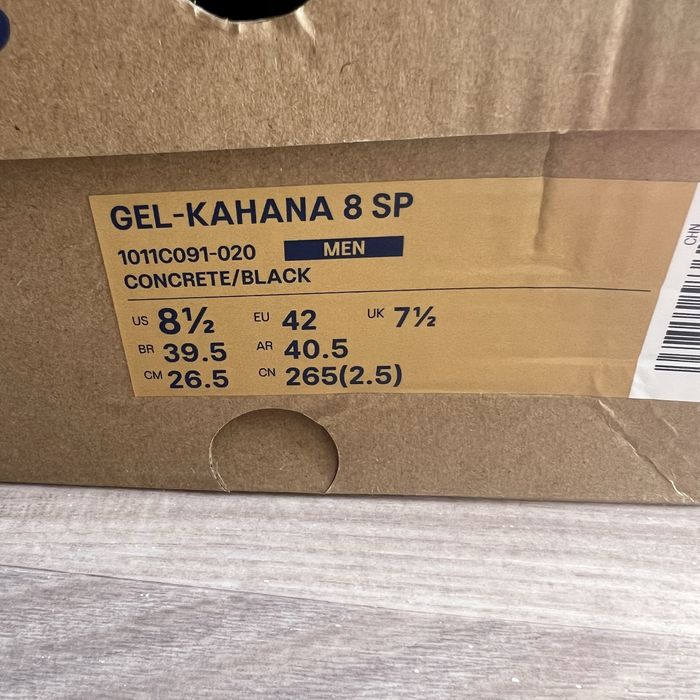 GEL-KAHANA 8 SP
1011C091-020 MEN
CONCRETE/BLACK
US 8½ EU 42 UK 7½
BR 39.5 AR 40.5
CM 26.5 CN 265(2.5)
CHN